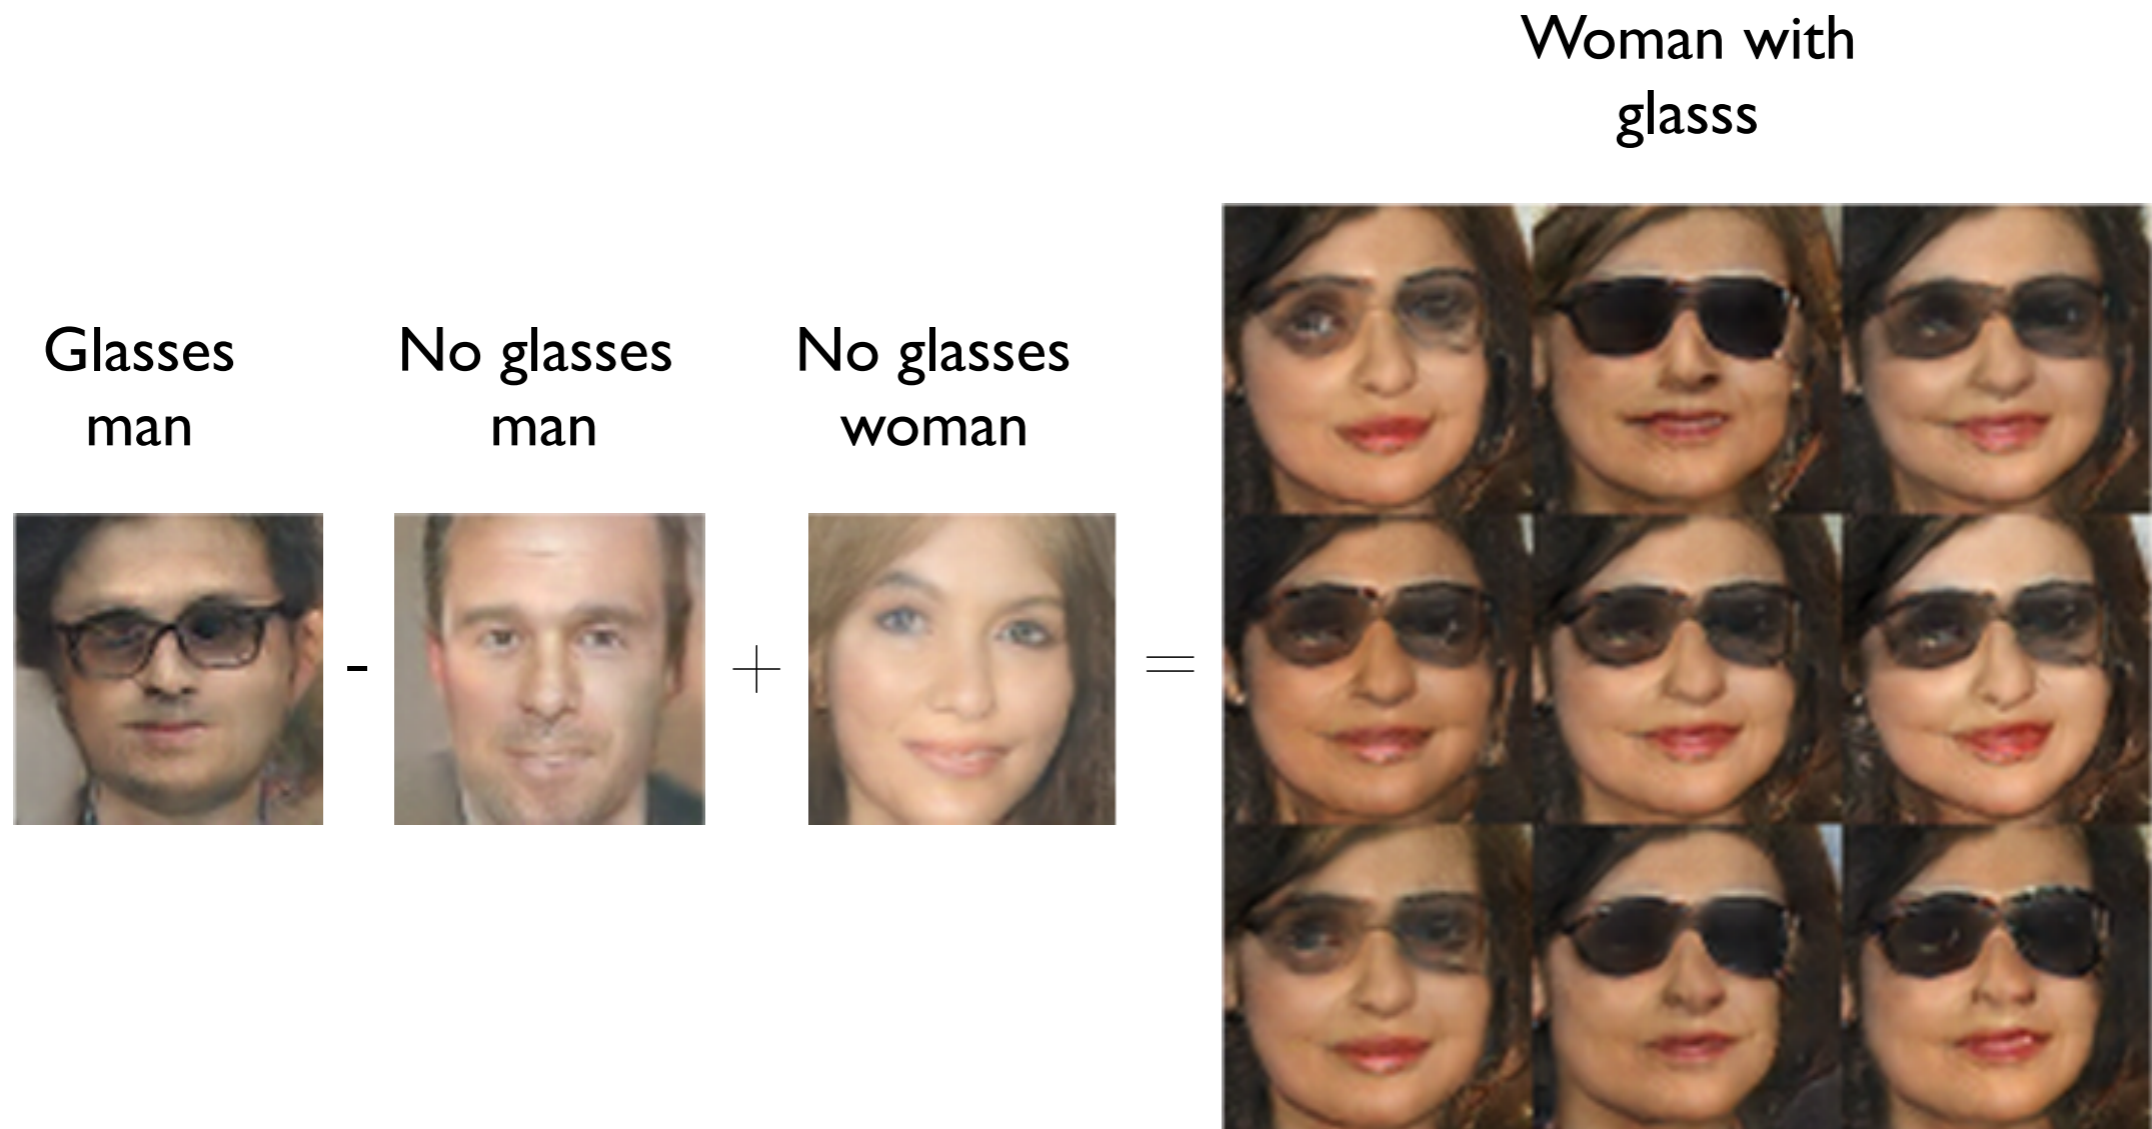 Woman with
glasss
Glasses
man
No glasses
man
No glasses
woman
-
+
=